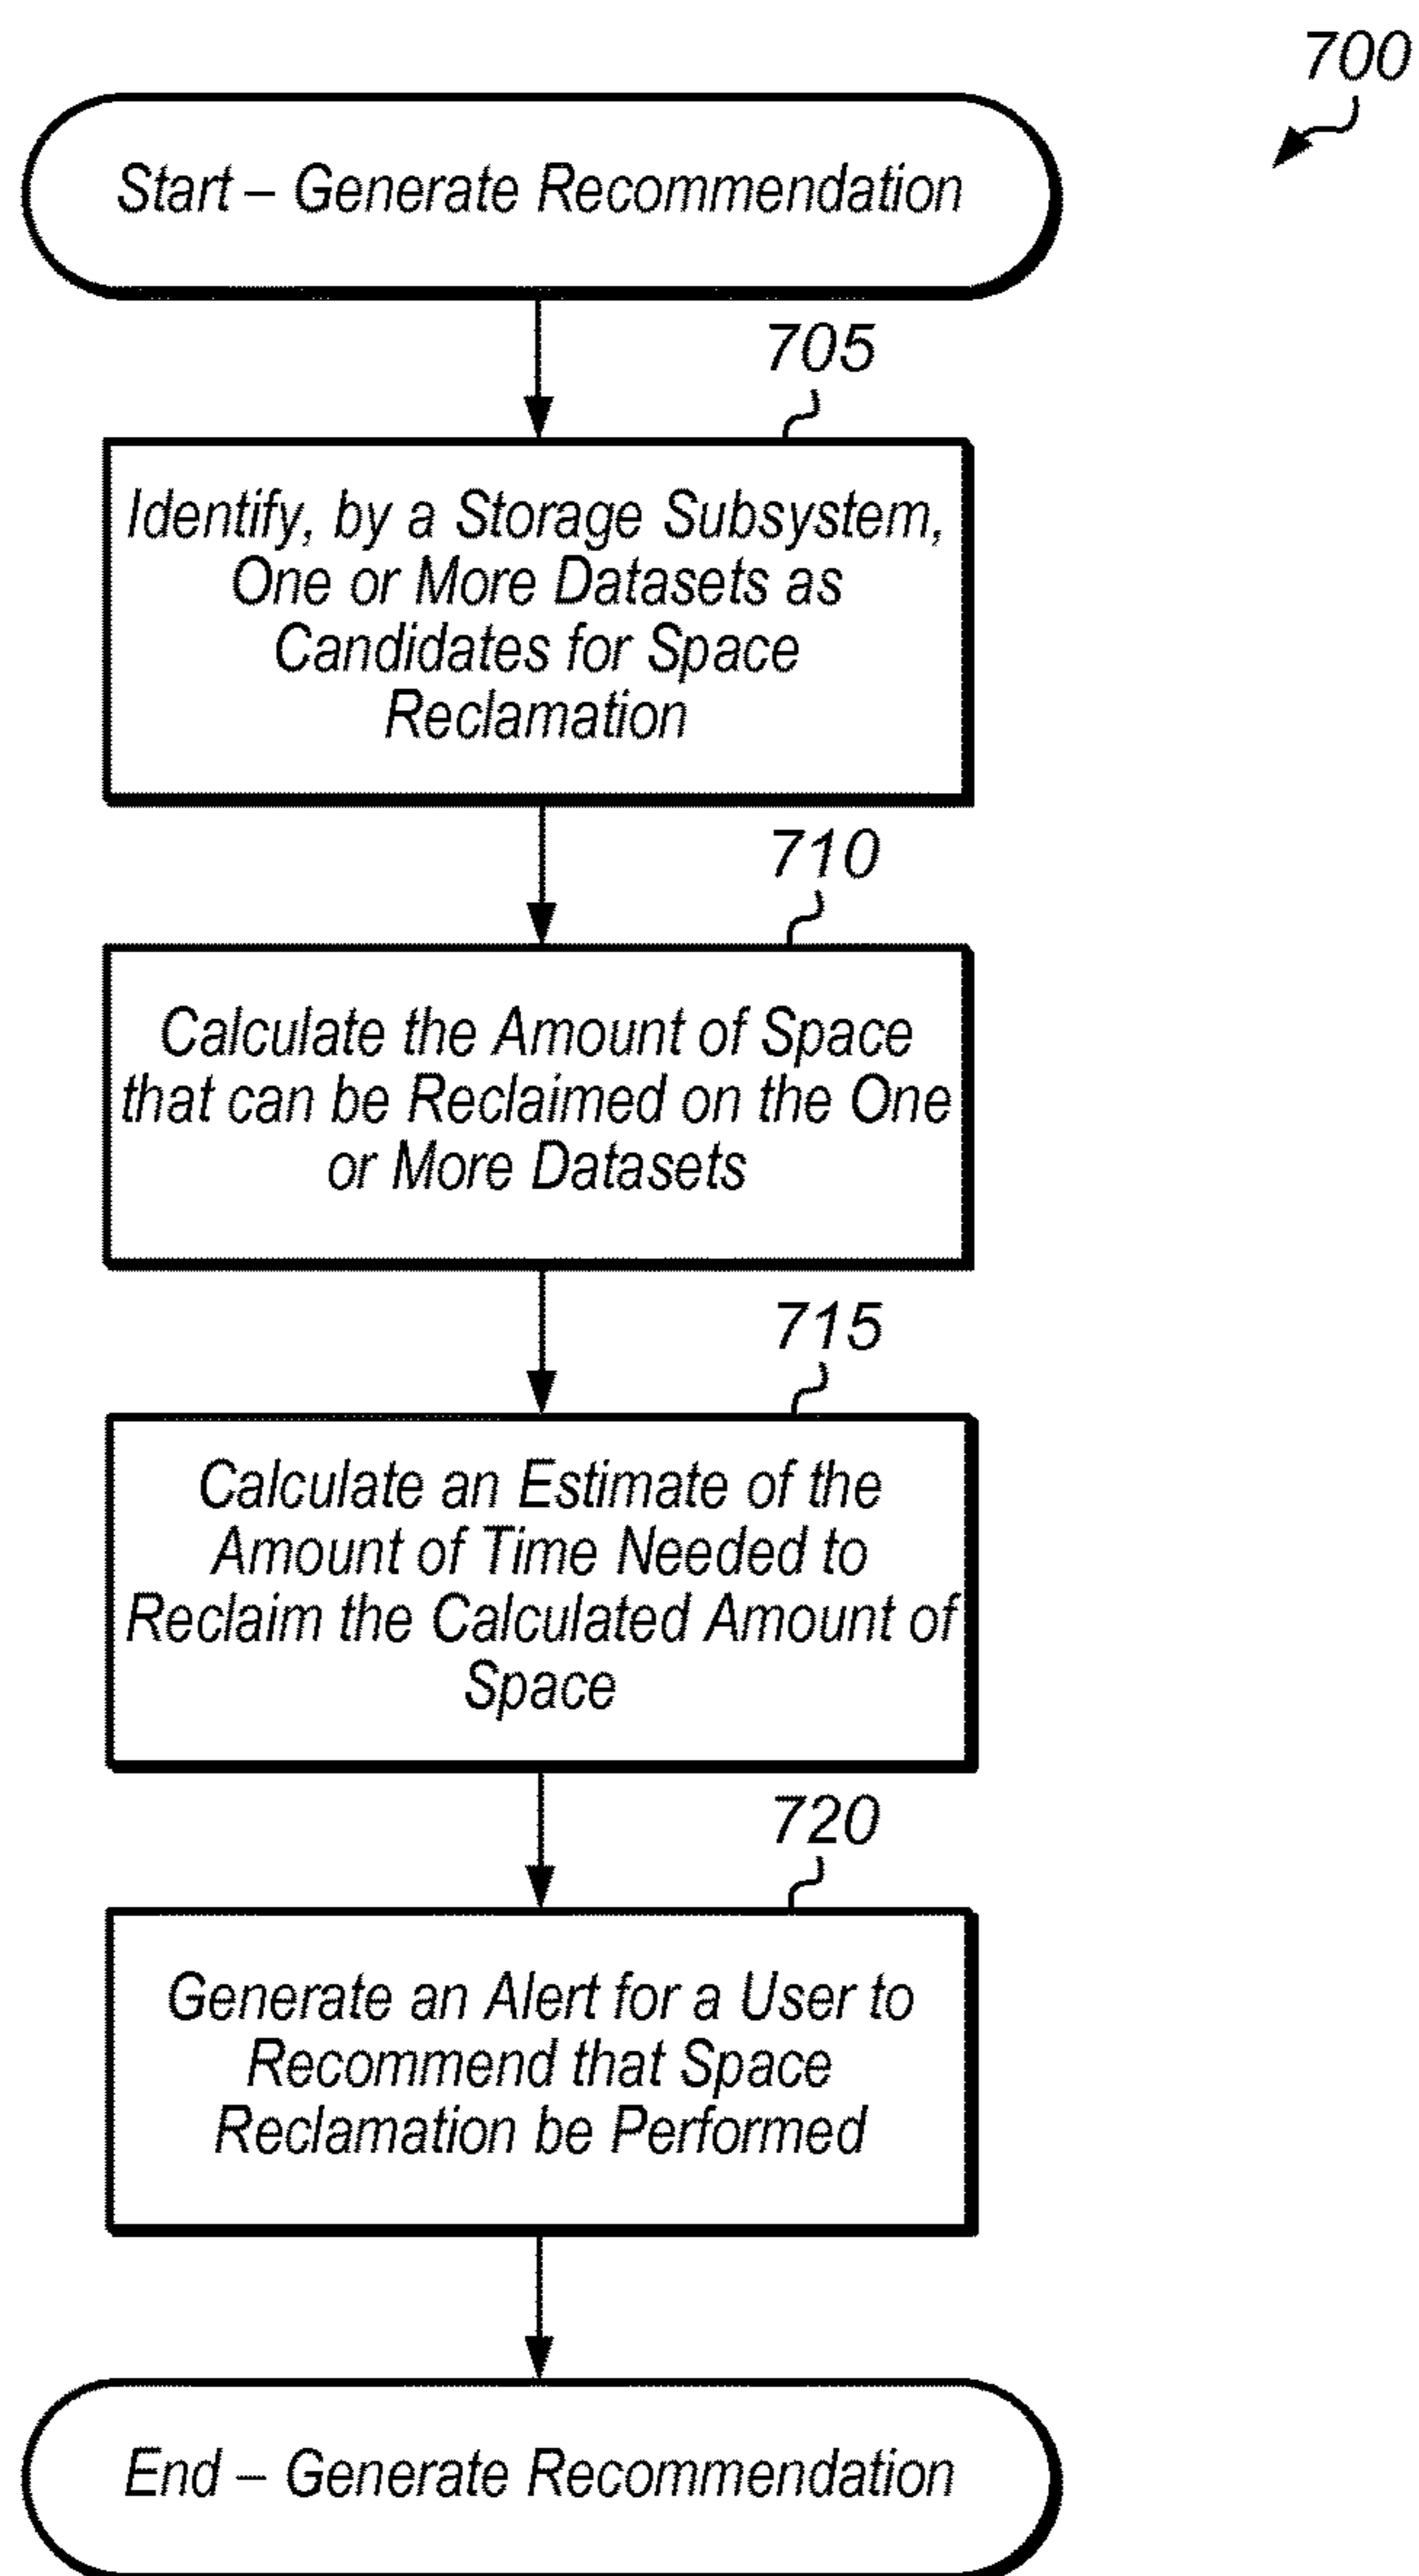 700
Start – Generate Recommendation
705
Identify, by a Storage Subsystem,
One or More Datasets as
Candidates for Space
Reclamation
710
Calculate the Amount of Space
that can be Reclaimed on the One
or More Datasets
715
Calculate an Estimate of the
Amount of Time Needed to
Reclaim the Calculated Amount of
Space
720
Generate an Alert for a User to
Recommend that Space
Reclamation be Performed
End – Generate Recommendation